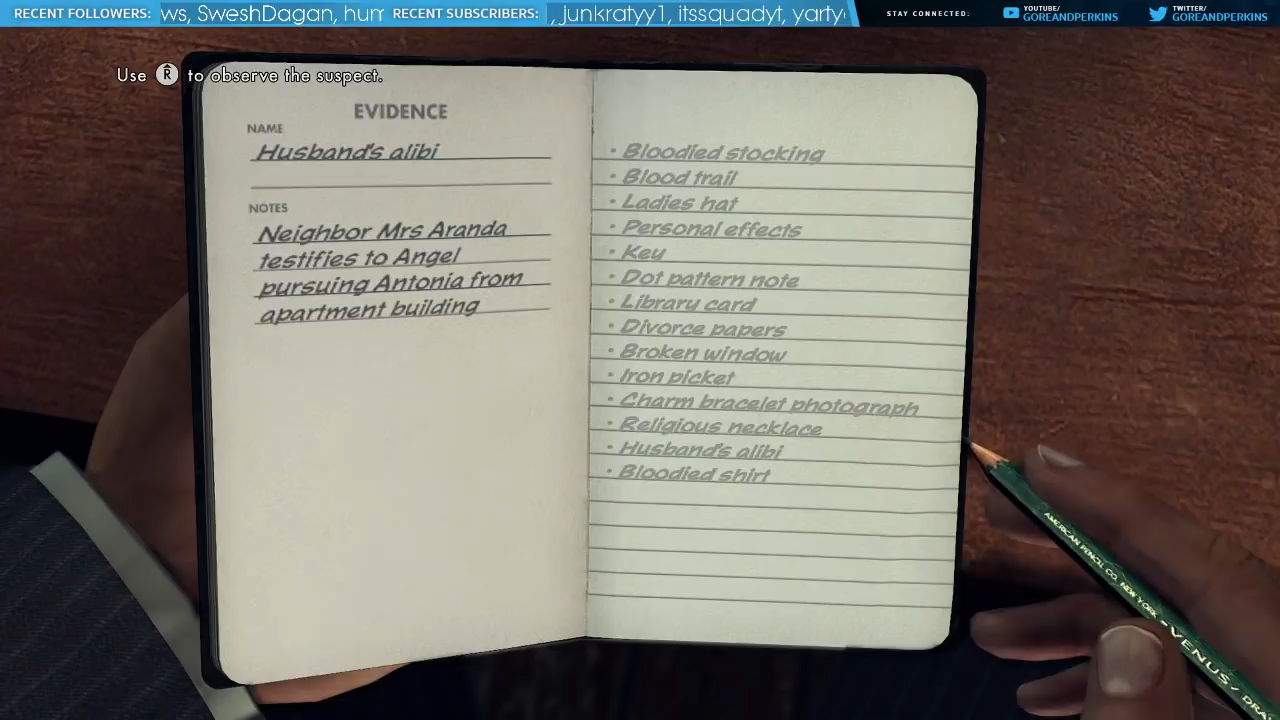 RECENT FOLLOWERS: ws, SweshDagan, hum RECENT SUBSCRIBERS: , junkratyy1, itssquadyt, yarty
STAY CONNECTED: YOUTUBE/ GOREANDPERKINS TWITTER/ GOREANDPERKINS
Use R to observe the suspect.
EVIDENCE
NAME
Husband's alibi
NOTES
Neighbor Mrs Aranda
testifies to Angel
pursuing Antonia from
apartment building
• Bloodied stocking
• Blood trail
• Ladies hat
• Personal effects
• Key
• Dot pattern note
• Library card
• Divorce papers
• Broken window
• Iron picket
• Charm bracelet photograph
• Religious necklace
• Husband's alibi
• Bloodied shirt
AMERICAN PENCIL CO. NEW YORK -VENUS/ DRA